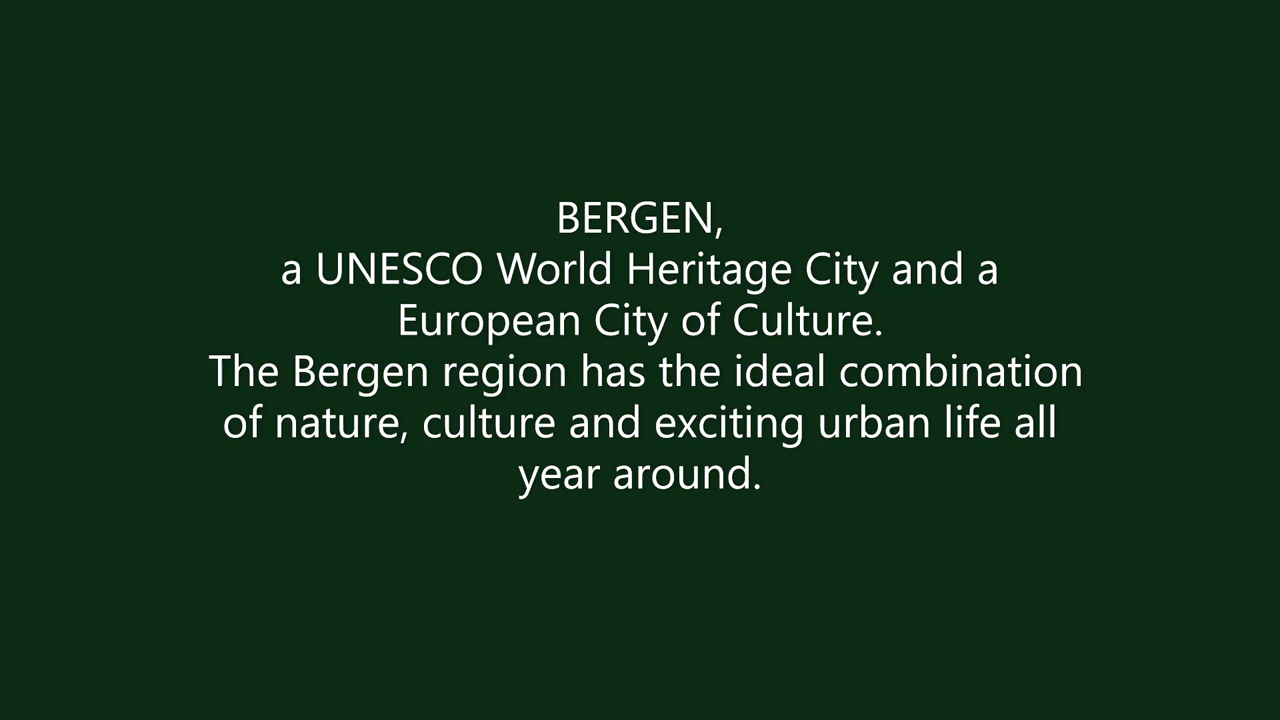 BERGEN,
a UNESCO World Heritage City and a
European City of Culture.
The Bergen region has the ideal combination
of nature, culture and exciting urban life all
year around.